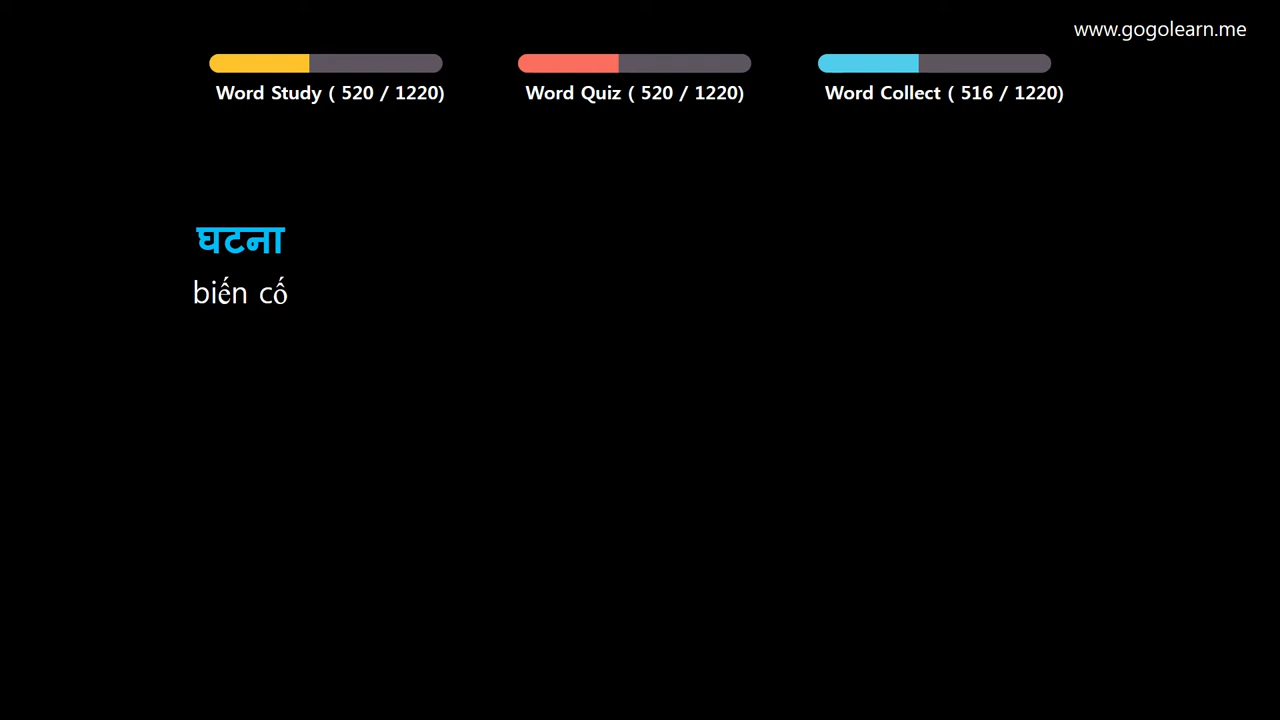 www.gogolearn.me
Word Study ( 520 / 1220)
Word Quiz ( 520 / 1220)
Word Collect ( 516 / 1220)
घटना
biến cố